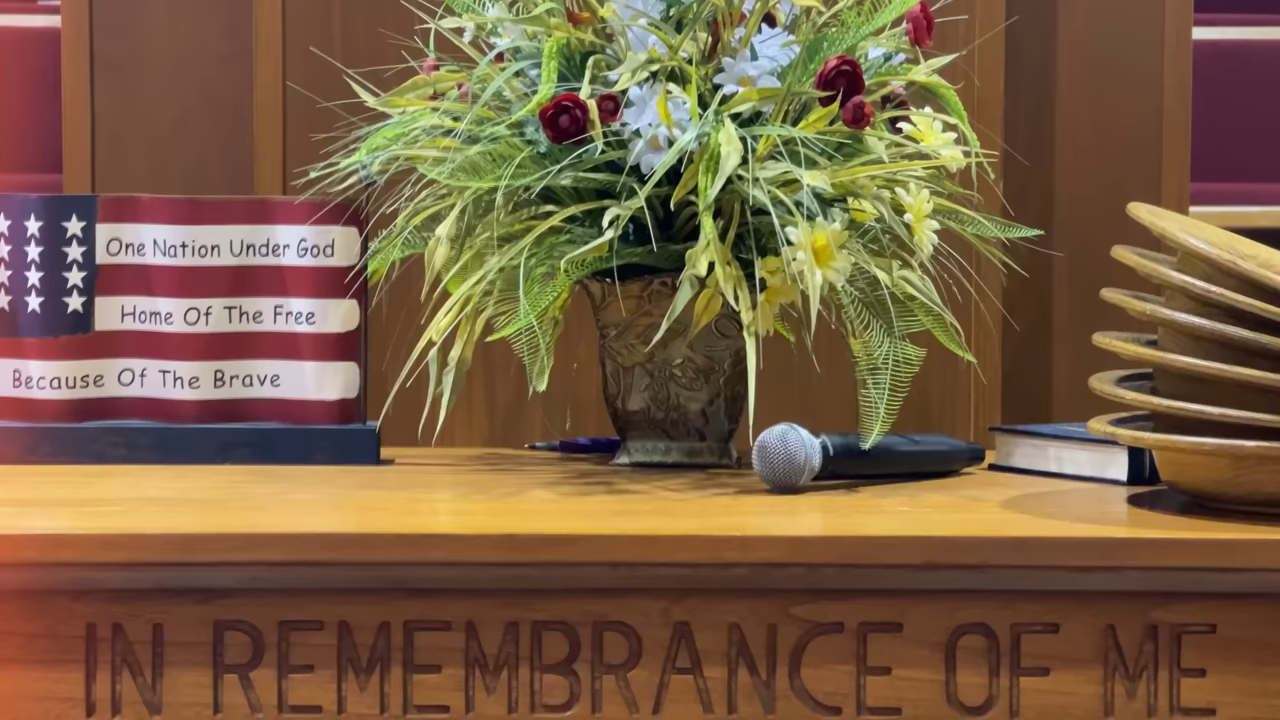 One Nation Under God
Home Of The Free
Because Of The Brave
IN REMEMBRANCE OF ME